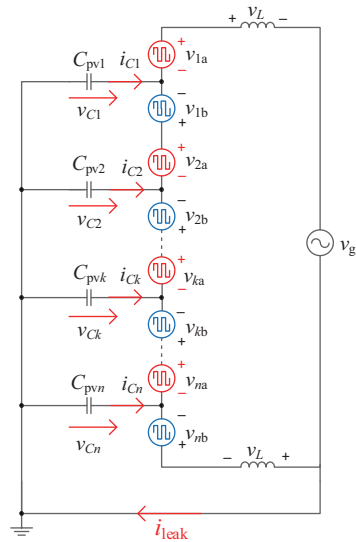 + v_L −
+
C_pv1 i_C1 v_1a
−
−
v_C1 v_1b
+
+
C_pv2 i_C2 v_2a
−
−
v_C2 v_2b
+
v_g
+
C_pvk i_Ck v_ka
−
−
v_Ck v_kb
+
+
C_pvn i_Cn v_na
−
−
v_Cn v_nb
+
− v_L +
i_leak